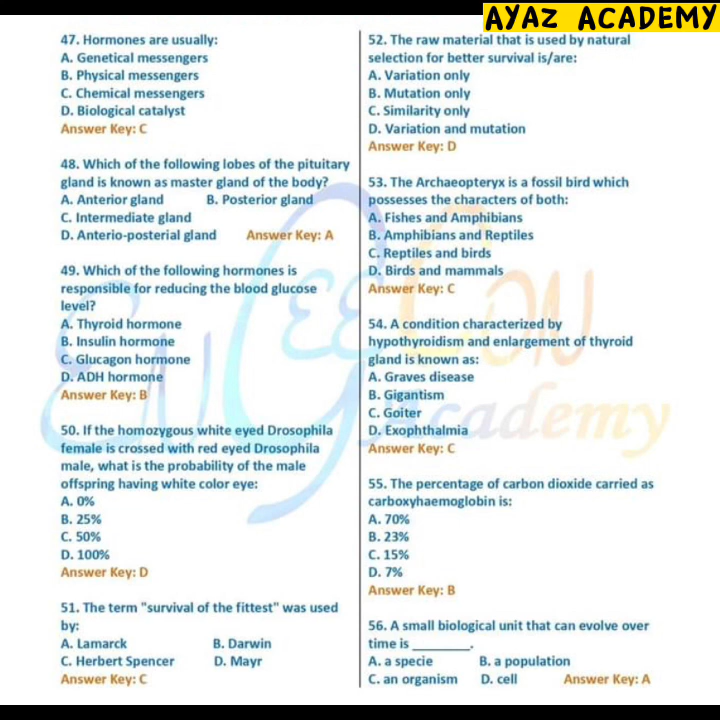 AYAZ ACADEMY
47. Hormones are usually:
A. Genetical messengers
B. Physical messengers
C. Chemical messengers
D. Biological catalyst
Answer Key: C
48. Which of the following lobes of the pituitary
gland is known as master gland of the body?
A. Anterior gland B. Posterior gland
C. Intermediate gland
D. Anterio-posterial gland Answer Key: A
49. Which of the following hormones is
responsible for reducing the blood glucose
level?
A. Thyroid hormone
B. Insulin hormone
C. Glucagon hormone
D. ADH hormone
Answer Key: B
50. If the homozygous white eyed Drosophila
female is crossed with red eyed Drosophila
male, what is the probability of the male
offspring having white color eye:
A. 0%
B. 25%
C. 50%
D. 100%
Answer Key: D
51. The term "survival of the fittest" was used
by:
A. Lamarck B. Darwin
C. Herbert Spencer D. Mayr
Answer Key: C
52. The raw material that is used by natural
selection for better survival is/are:
A. Variation only
B. Mutation only
C. Similarity only
D. Variation and mutation
Answer Key: D
53. The Archaeopteryx is a fossil bird which
possesses the characters of both:
A. Fishes and Amphibians
B. Amphibians and Reptiles
C. Reptiles and birds
D. Birds and mammals
Answer Key: C
54. A condition characterized by
hypothyroidism and enlargement of thyroid
gland is known as:
A. Graves disease
B. Gigantism
C. Goiter
D. Exophthalmia
Answer Key: C
55. The percentage of carbon dioxide carried as
carboxyhaemoglobin is:
A. 70%
B. 23%
C. 15%
D. 7%
Answer Key: B
56. A small biological unit that can evolve over
time is ________.
A. a specie B. a population
C. an organism D. cell Answer Key: A
Academy